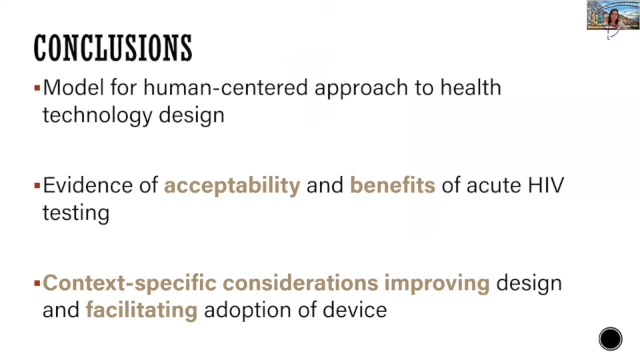 CONCLUSIONS
▪Model for human-centered approach to health
technology design
▪Evidence of acceptability and benefits of acute HIV
testing
▪Context-specific considerations improving design
and facilitating adoption of device